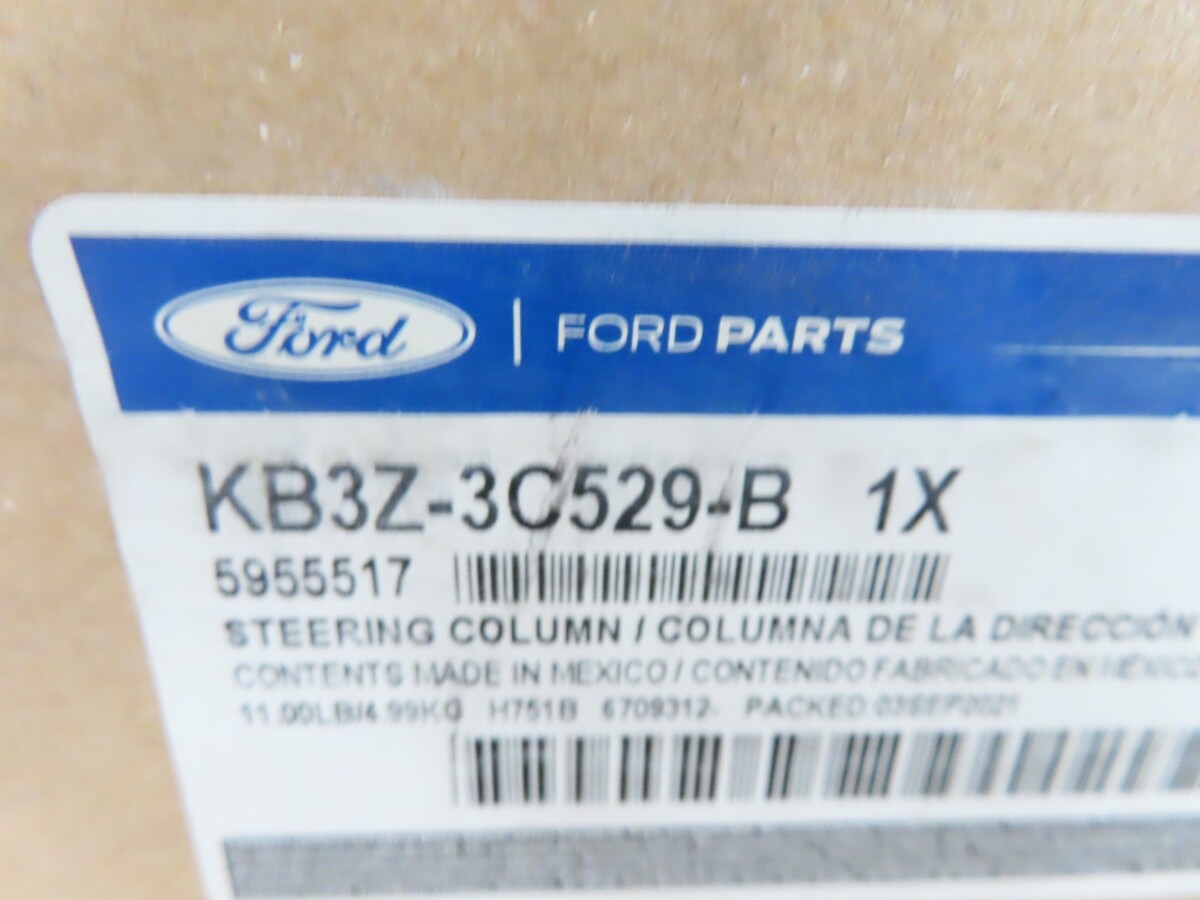 Ford | FORD PARTS
KB3Z-3C529-B 1X
5955517
STEERING COLUMN / COLUMNA DE LA DIRECCIÓN
CONTENTS MADE IN MEXICO / CONTENIDO FABRICADO EN MÉXICO
11.00LB/4.99KG H751B 6709312- PACKED:03SEP2021